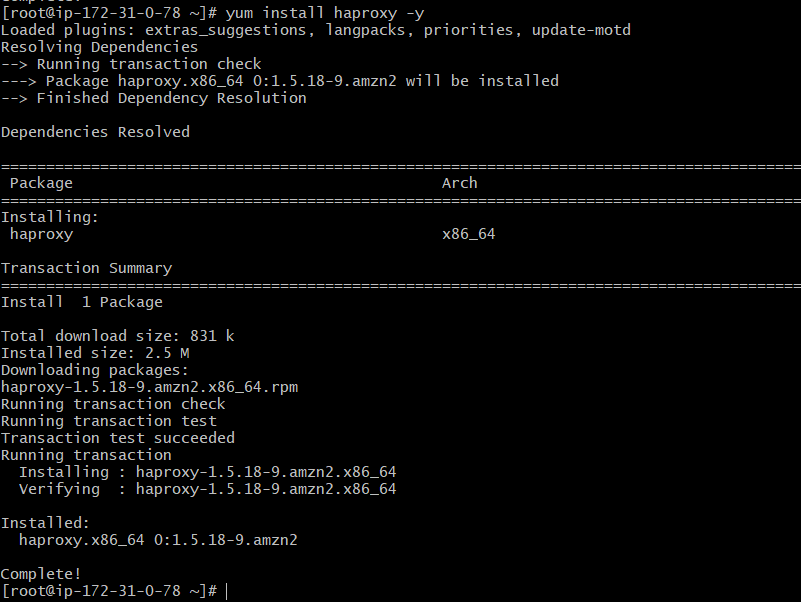 [root@ip-172-31-0-78 ~]# yum install haproxy -y
Loaded plugins: extras_suggestions, langpacks, priorities, update-motd
Resolving Dependencies
--> Running transaction check
---> Package haproxy.x86_64 0:1.5.18-9.amzn2 will be installed
--> Finished Dependency Resolution
Dependencies Resolved
=========================================================================================
Package Arch
=========================================================================================
Installing:
haproxy x86_64
Transaction Summary
=========================================================================================
Install 1 Package
Total download size: 831 k
Installed size: 2.5 M
Downloading packages:
haproxy-1.5.18-9.amzn2.x86_64.rpm
Running transaction check
Running transaction test
Transaction test succeeded
Running transaction
Installing : haproxy-1.5.18-9.amzn2.x86_64
Verifying : haproxy-1.5.18-9.amzn2.x86_64
Installed:
haproxy.x86_64 0:1.5.18-9.amzn2
Complete!
[root@ip-172-31-0-78 ~]#